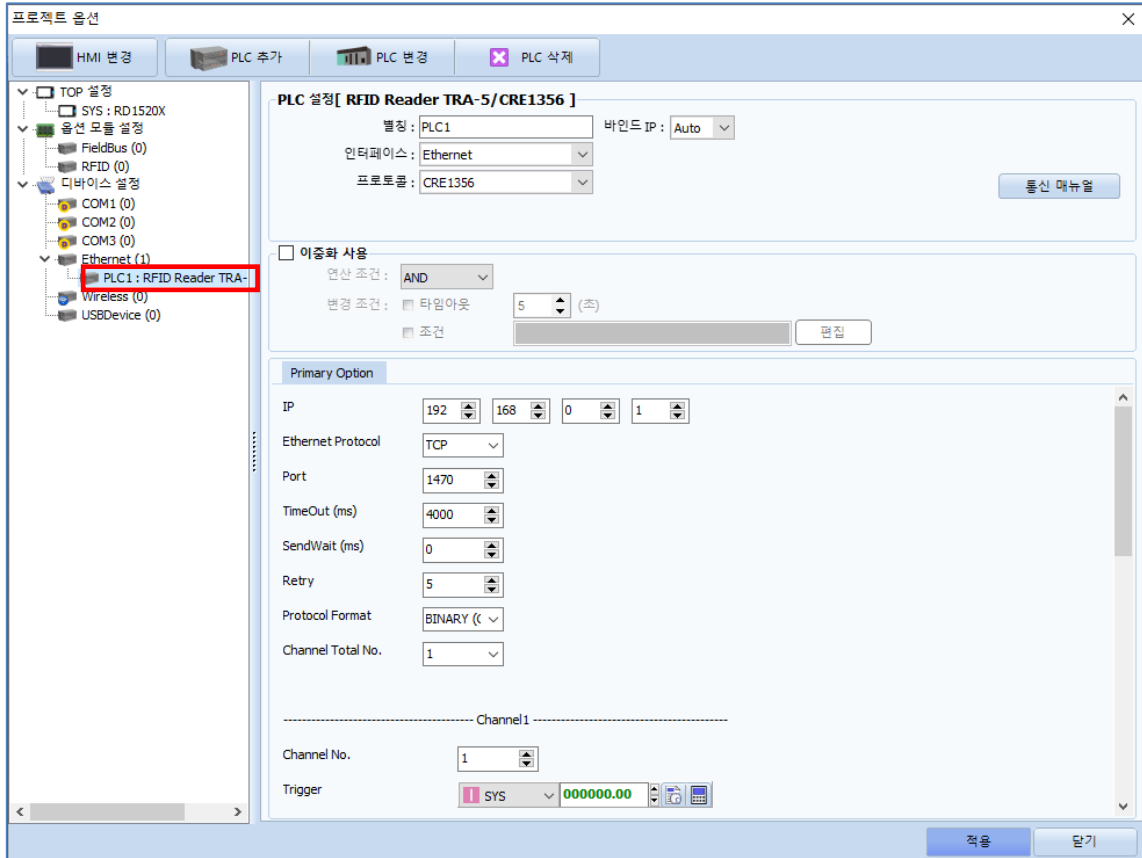 프로젝트 옵션
HMI 변경
PLC 추가
PLC 변경
PLC 삭제
TOP 설정
SYS : RD1520X
옵션 모듈 설정
FieldBus (0)
RFID (0)
디바이스 설정
COM1 (0)
COM2 (0)
COM3 (0)
Ethernet (1)
PLC1 : RFID Reader TRA-
Wireless (0)
USBDevice (0)
PLC 설정[ RFID Reader TRA-5/CRE1356 ]
별칭 : PLC1 바인드 IP : Auto
인터페이스 : Ethernet
프로토콜 : CRE1356
통신 매뉴얼
이중화 사용
연산 조건 : AND
변경 조건 : 타임아웃 5 (초)
조건 편집
Primary Option
IP 192 168 0 1
Ethernet Protocol TCP
Port 1470
TimeOut (ms) 4000
SendWait (ms) 0
Retry 5
Protocol Format BINARY (C
Channel Total No. 1
---------------------------------------- Channel1 ----------------------------------------
Channel No. 1
Trigger SYS 000000.00
적용 닫기